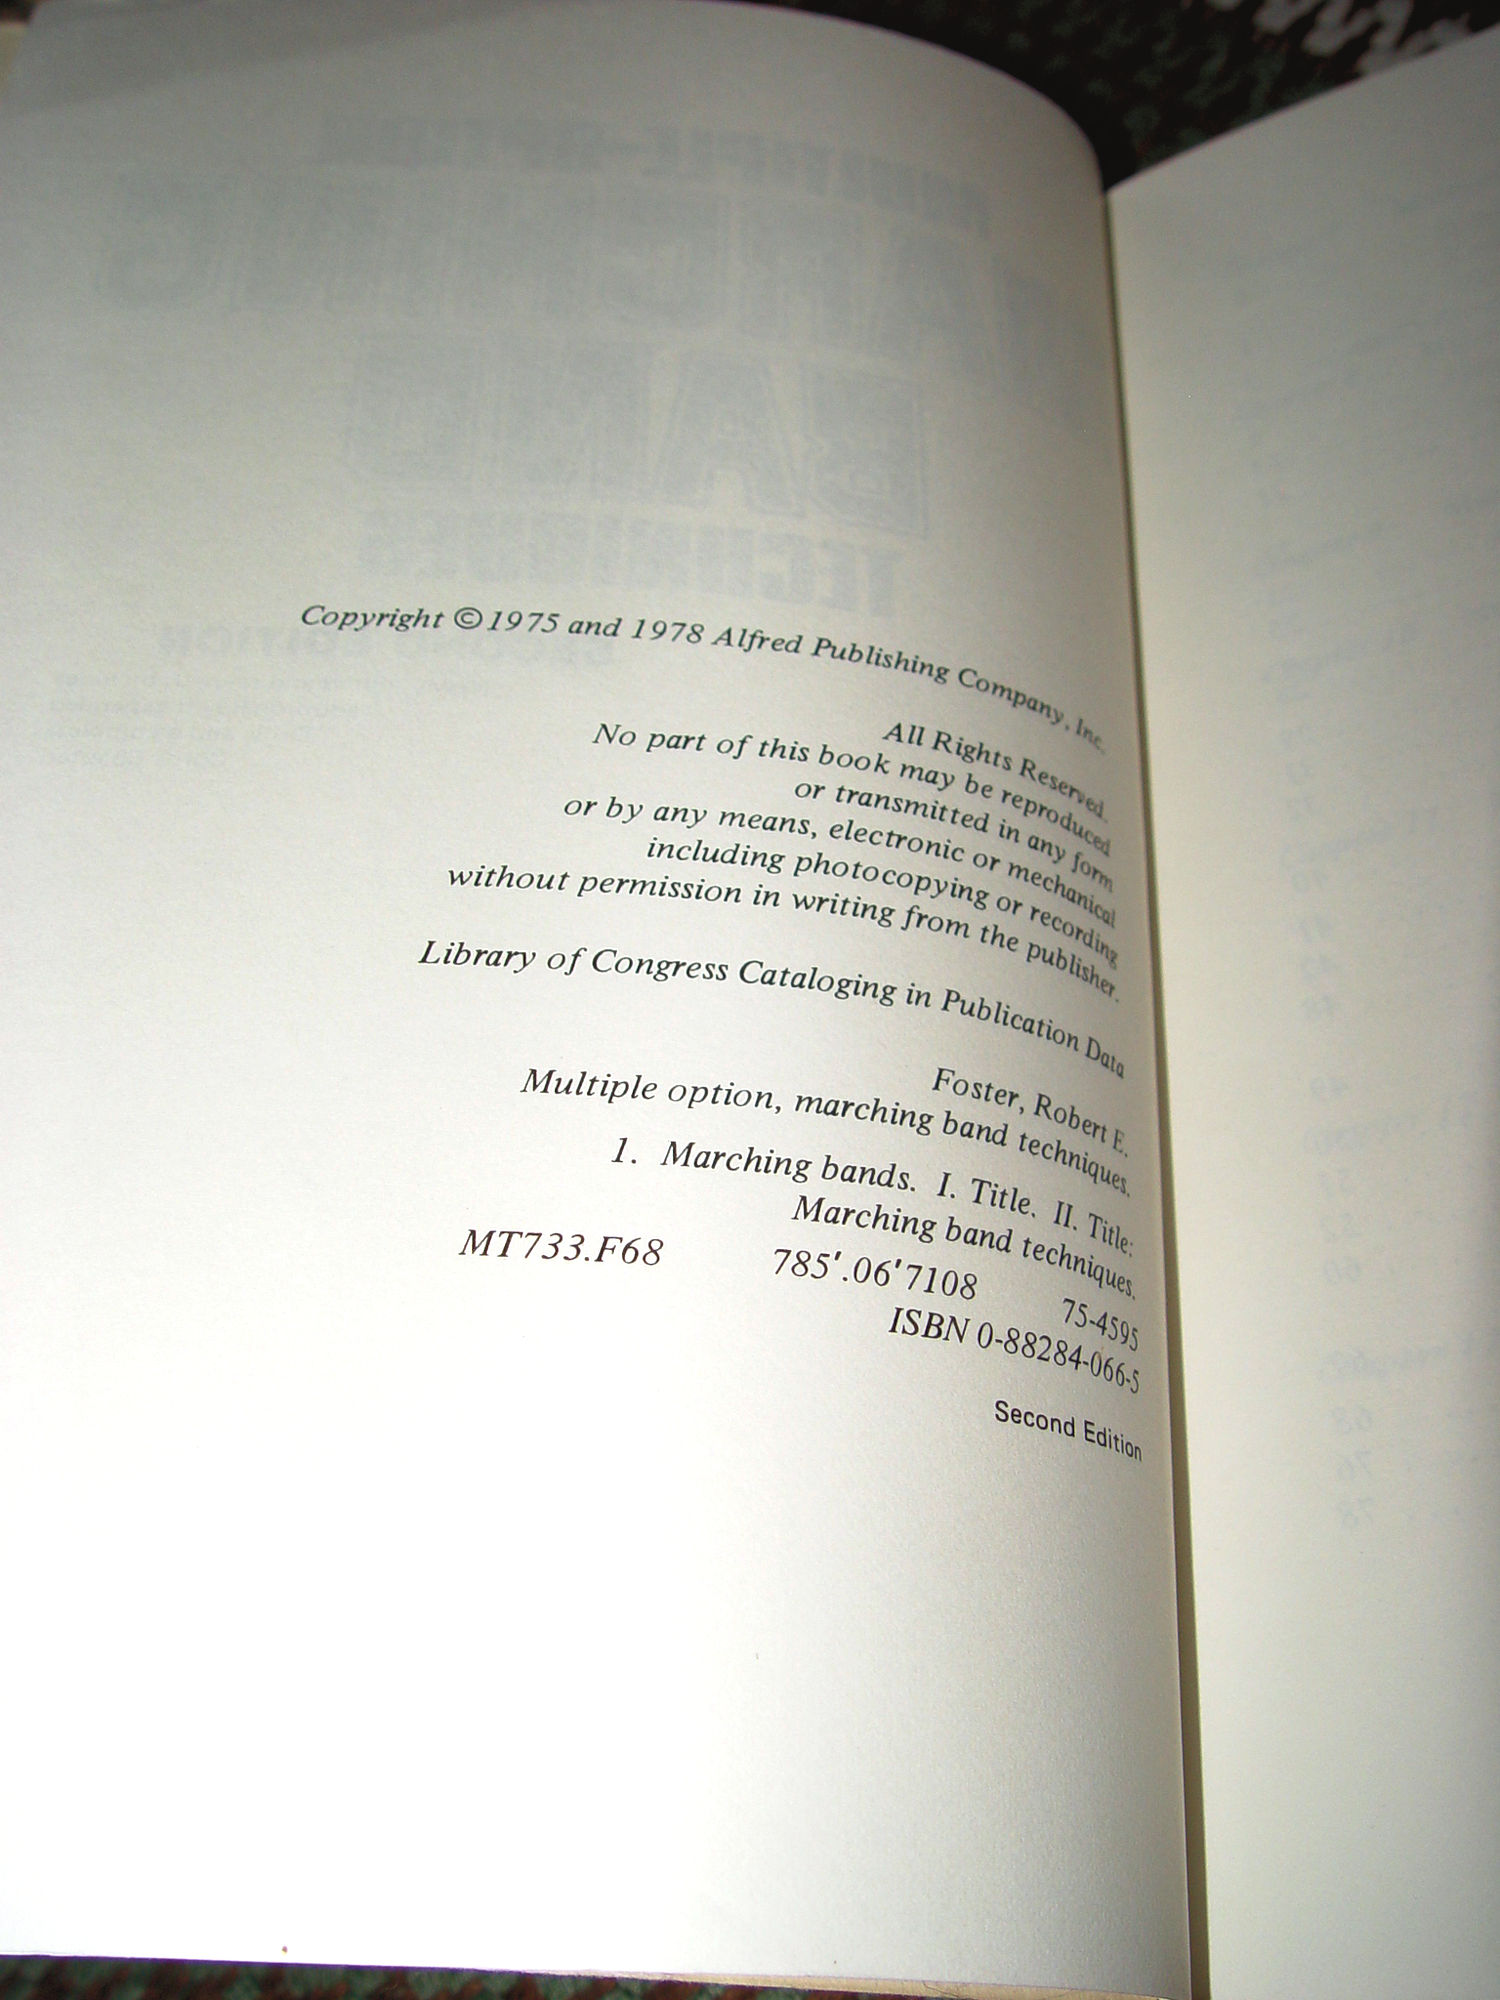 Copyright ©1975 and 1978 Alfred Publishing Company, Inc.
All Rights Reserved.
No part of this book may be reproduced
or transmitted in any form
or by any means, electronic or mechanical
including photocopying or recording
without permission in writing from the publisher.
Library of Congress Cataloging in Publication Data
Foster, Robert E.
Multiple option, marching band techniques.
1. Marching bands. I. Title. II. Title:
Marching band techniques.
MT733.F68 785'.06'7108 75-4595
ISBN 0-88284-066-5
Second Edition